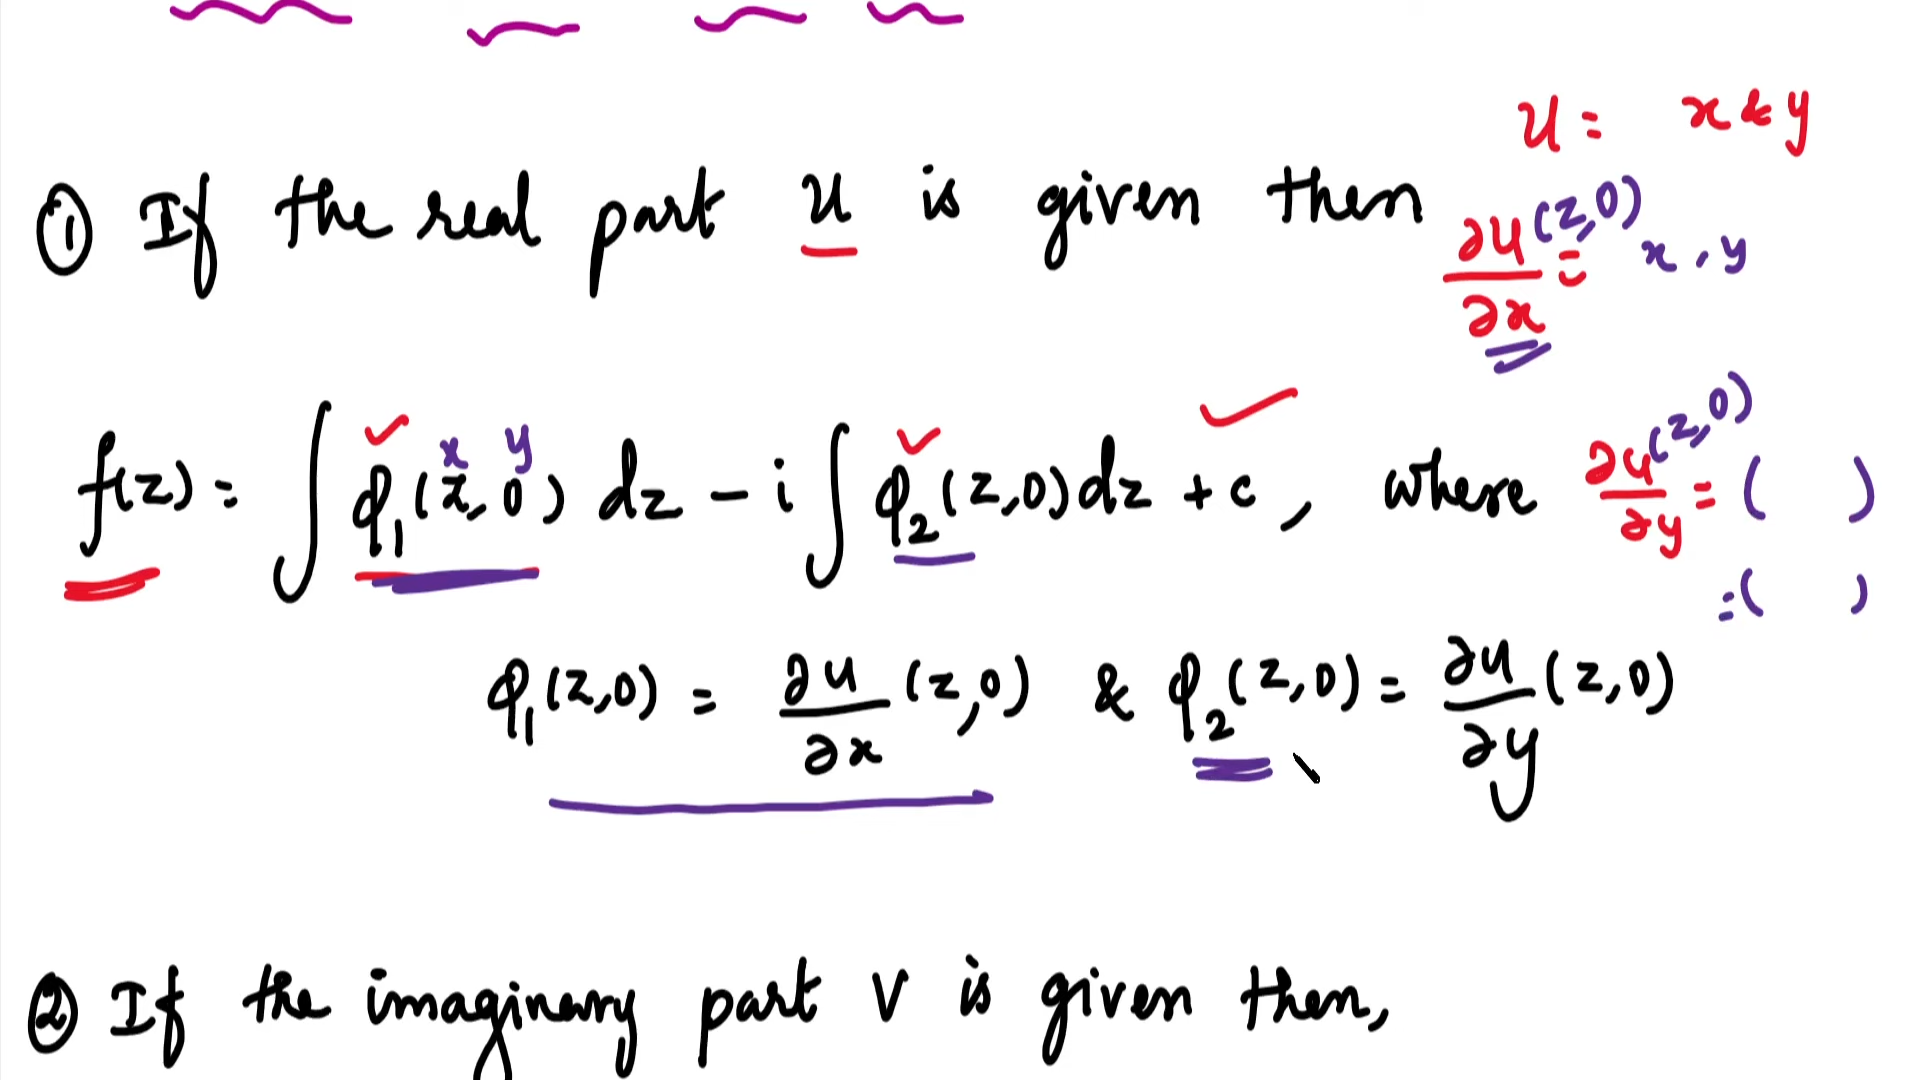 u = x & y
① If the real part u is given then
∂u/∂x (z,0) = x, y
f(z) = ∫ φ₁(z, 0) dz - i ∫ φ₂(z,0) dz + c, where
x y
∂u/∂y (z,0) = ( )
= ( )
φ₁(z,0) = ∂u/∂x (z,0) & φ₂(z,0) = ∂u/∂y (z,0)
② If the imaginary part v is given then,